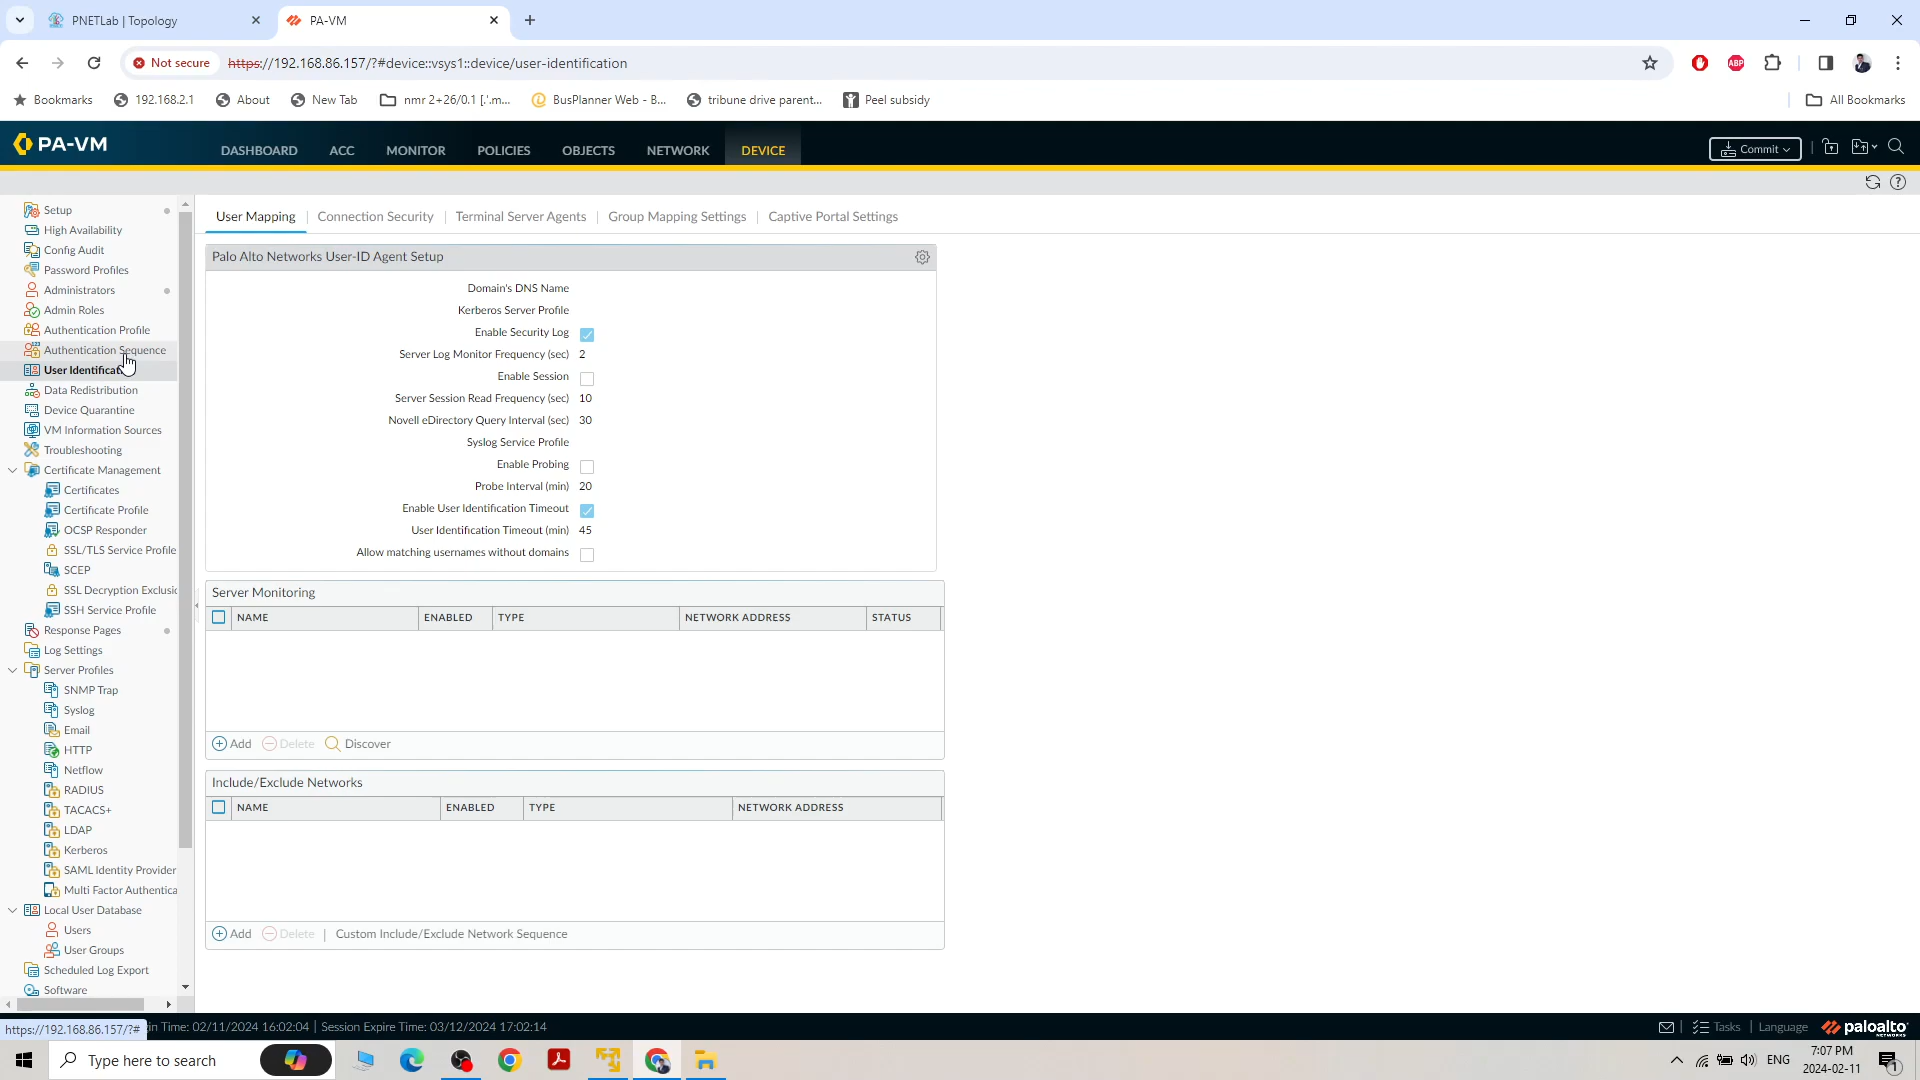 PNETLab | Topology
PA-VM
Not secure
https://192.168.86.157/?#device::vsys1::device/user-identification
ABP
Bookmarks
192.168.2.1
About
New Tab
nmr 2+26/0.1 [.'.m...
BusPlanner Web - B...
tribune drive parent...
Peel subsidy
All Bookmarks
PA-VM
DASHBOARD
ACC
MONITOR
POLICIES
OBJECTS
NETWORK
DEVICE
Commit
Setup
High Availability
Config Audit
Password Profiles
Administrators
Admin Roles
Authentication Profile
Authentication Sequence
User Identificat
Data Redistribution
Device Quarantine
VM Information Sources
Troubleshooting
Certificate Management
Certificates
Certificate Profile
OCSP Responder
SSL/TLS Service Profile
SCEP
SSL Decryption Exclusio
SSH Service Profile
Response Pages
Log Settings
Server Profiles
SNMP Trap
Syslog
Email
HTTP
Netflow
RADIUS
TACACS+
LDAP
Kerberos
SAML Identity Provider
Multi Factor Authentica
Local User Database
Users
User Groups
Scheduled Log Export
Software
User Mapping
Connection Security
Terminal Server Agents
Group Mapping Settings
Captive Portal Settings
Palo Alto Networks User-ID Agent Setup
Domain's DNS Name
Kerberos Server Profile
Enable Security Log
Server Log Monitor Frequency (sec) 2
Enable Session
Server Session Read Frequency (sec) 10
Novell eDirectory Query Interval (sec) 30
Syslog Service Profile
Enable Probing
Probe Interval (min) 20
Enable User Identification Timeout
User Identification Timeout (min) 45
Allow matching usernames without domains
Server Monitoring
NAME ENABLED TYPE NETWORK ADDRESS STATUS
Add Delete Discover
Include/Exclude Networks
NAME ENABLED TYPE NETWORK ADDRESS
Add Delete | Custom Include/Exclude Network Sequence
https://192.168.86.157/?#
in Time: 02/11/2024 16:02:04 | Session Expire Time: 03/12/2024 17:02:14
Tasks | Language
paloalto
NETWORKS
Type here to search
ENG
7:07 PM
2024-02-11
1